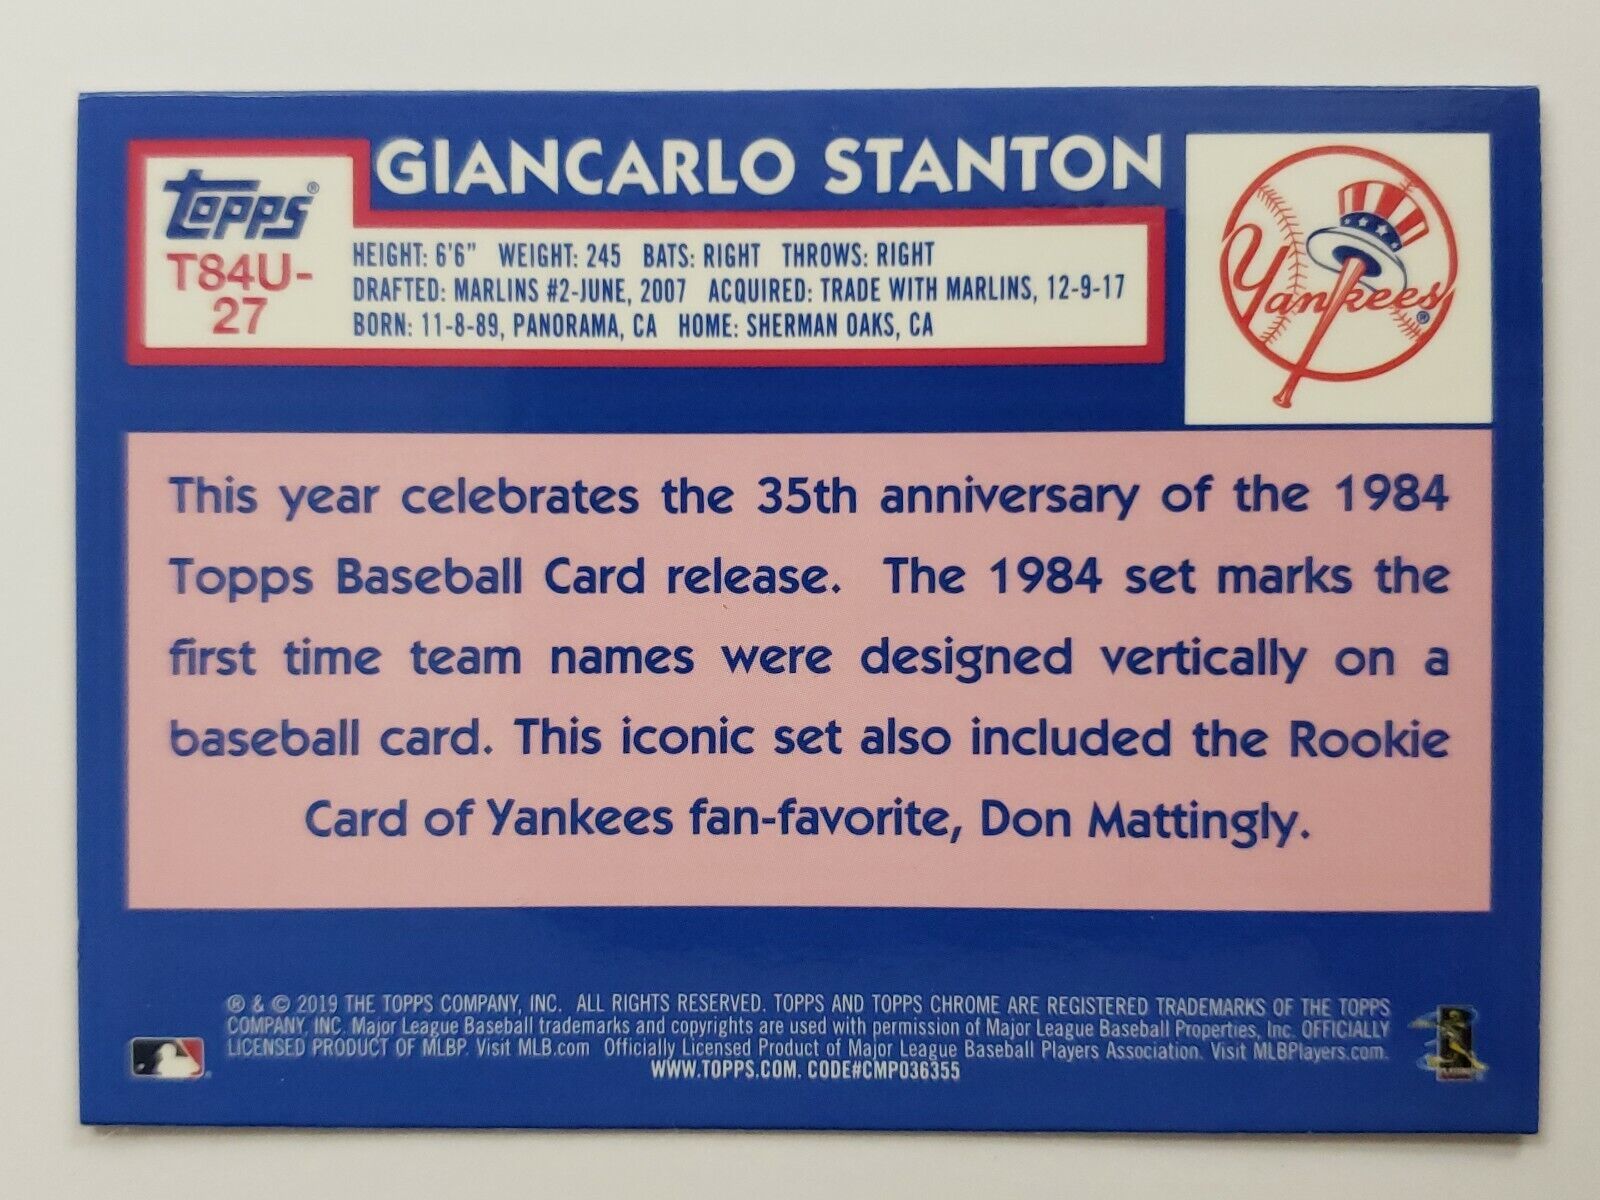 GIANCARLO STANTON
Topps®
T84U-
27
HEIGHT: 6'6" WEIGHT: 245 BATS: RIGHT THROWS: RIGHT
DRAFTED: MARLINS #2-JUNE, 2007 ACQUIRED: TRADE WITH MARLINS, 12-9-17
BORN: 11-8-89, PANORAMA, CA HOME: SHERMAN OAKS, CA
Yankees®
This year celebrates the 35th anniversary of the 1984
Topps Baseball Card release. The 1984 set marks the
first time team names were designed vertically on a
baseball card. This iconic set also included the Rookie
Card of Yankees fan-favorite, Don Mattingly.
® & © 2019 THE TOPPS COMPANY, INC. ALL RIGHTS RESERVED. TOPPS AND TOPPS CHROME ARE REGISTERED TRADEMARKS OF THE TOPPS
COMPANY, INC. Major League Baseball trademarks and copyrights are used with permission of Major League Baseball Properties, Inc. OFFICIALLY
LICENSED PRODUCT OF MLBP. Visit MLB.com Officially Licensed Product of Major League Baseball Players Association. Visit MLBPlayers.com.
WWW.TOPPS.COM. CODE#CMP036355